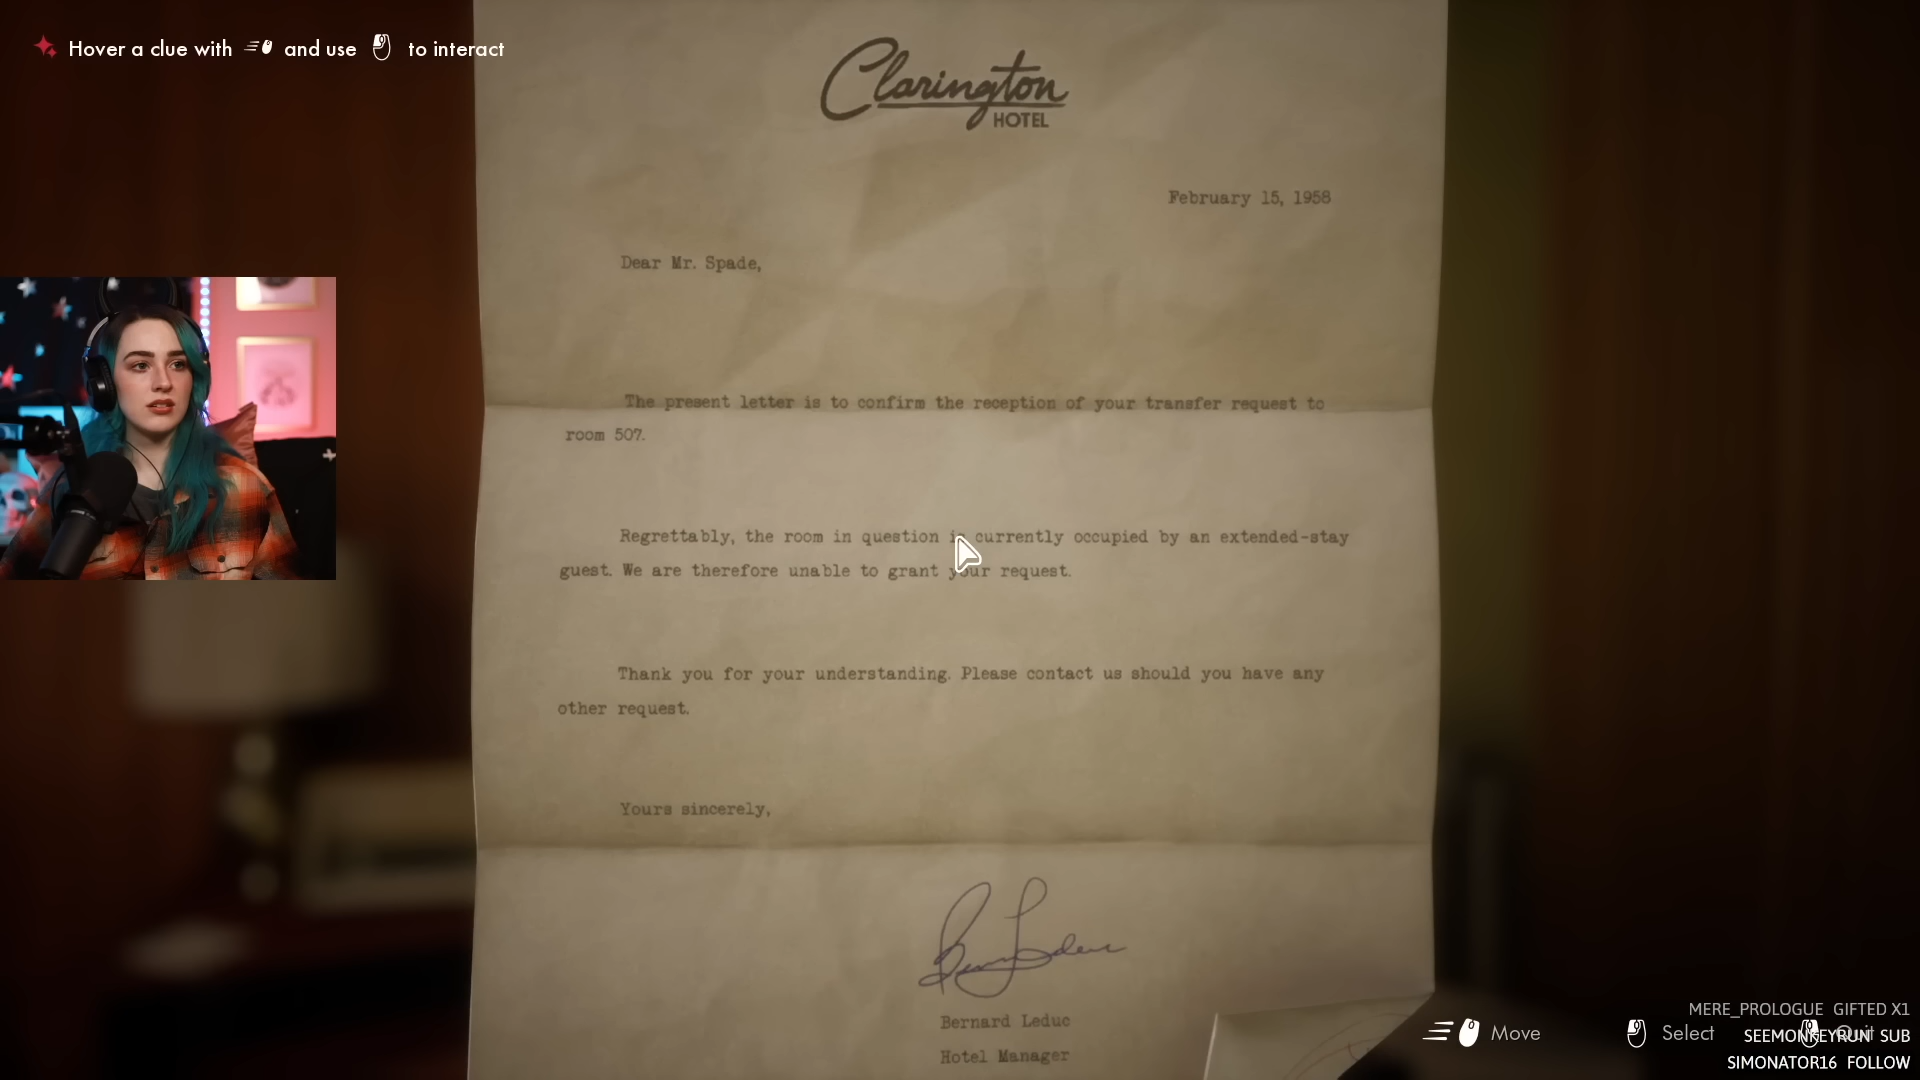 Hover a clue with and use to interact
Clarington
HOTEL
February 15, 1958
Dear Mr. Spade,
The present letter is to confirm the reception of your transfer request to
room 507.
Regrettably, the room in question is currently occupied by an extended-stay
guest. We are therefore unable to grant your request.
Thank you for your understanding. Please contact us should you have any
other request.
Yours sincerely,
Bernard Leduc
Hotel Manager
MERE_PROLOGUE GIFTED X1
Move Select Quit
SEEMONKEYRUN SUB
SIMONATOR16 FOLLOW